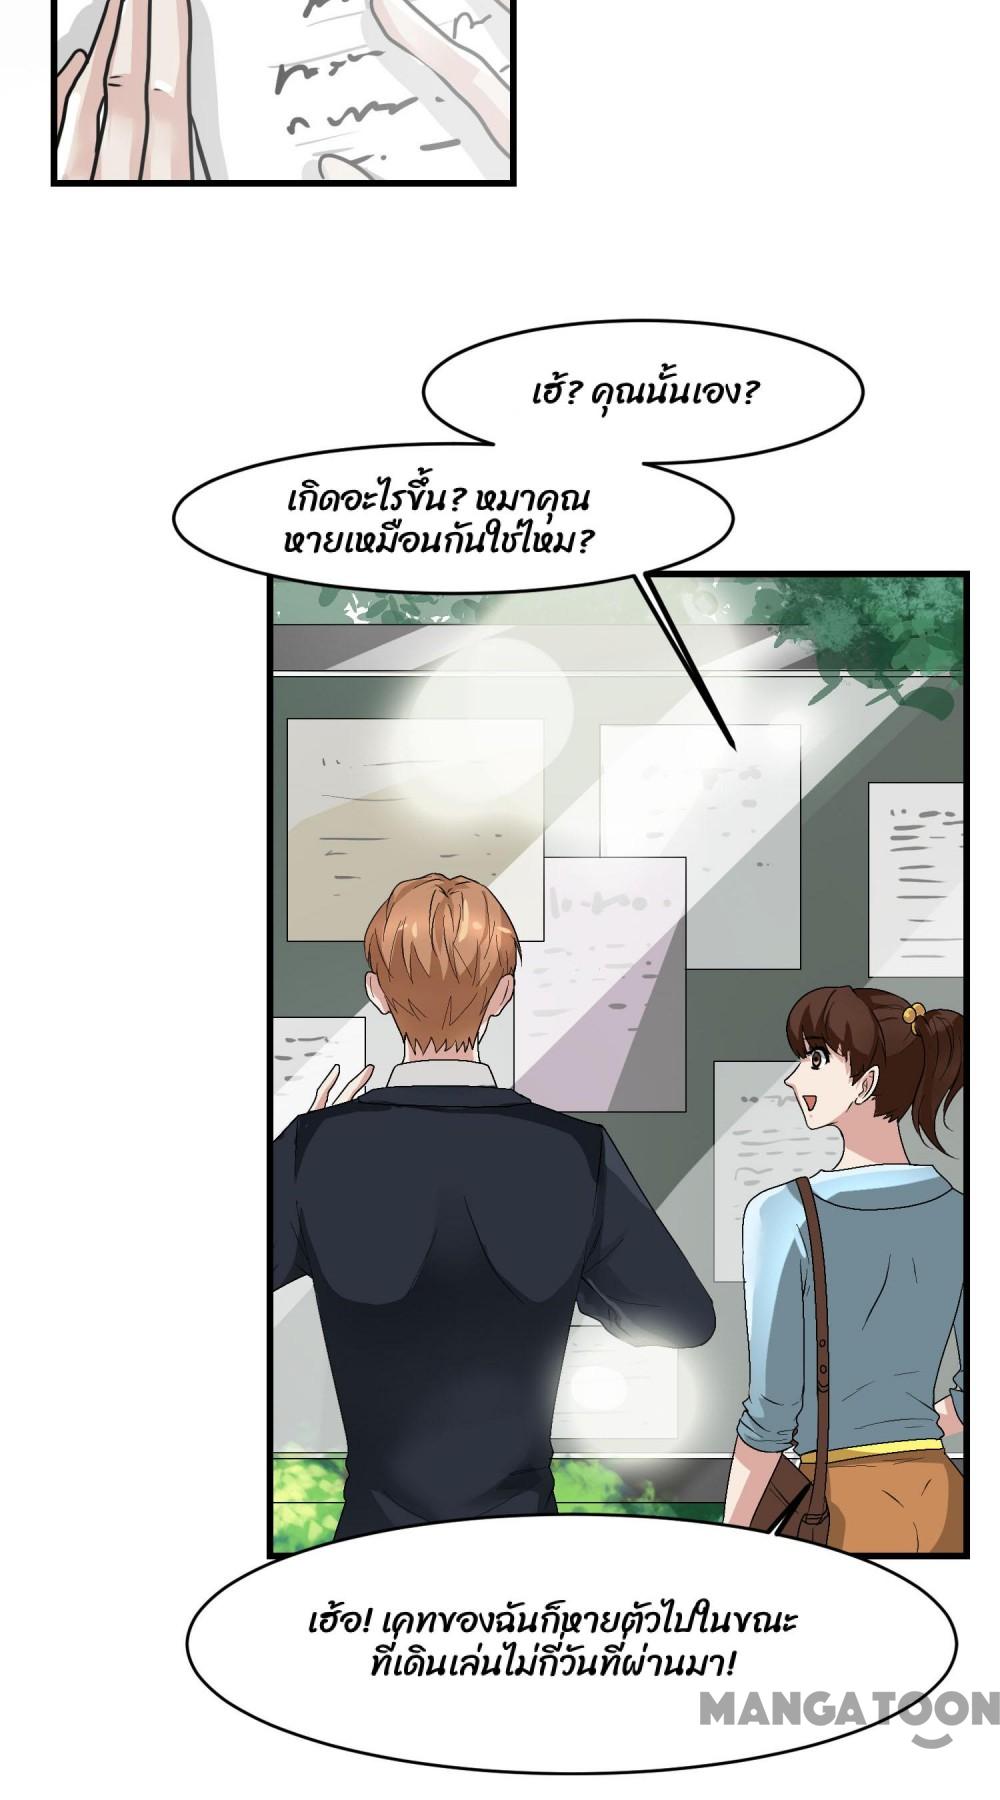 เฮ้? คุณนั้นเอง?
เกิดอะไรขึ้น? หมาคุณ
หายเหมือนกันใช่ไหม?
เฮ้อ! เคทของฉันก็หายตัวไปในขณะ
ที่เดินเล่นไม่กี่วันที่ผ่านมา!
MANGATOON